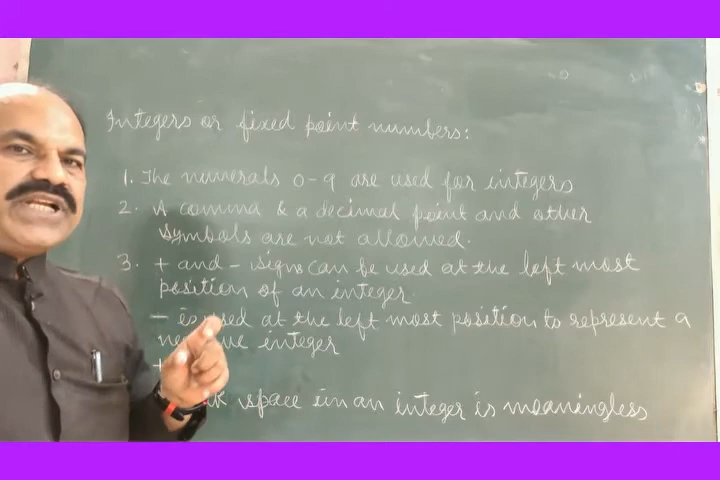 Integers or fixed point numbers:
1. The numerals 0-9 are used for integers
2. A comma & a decimal point and other
symbols are not allowed.
3. + and - signs can be used at the left most
position of an integer.
- is used at the left most position to represent a
integer
+
space in an integer is meaningless